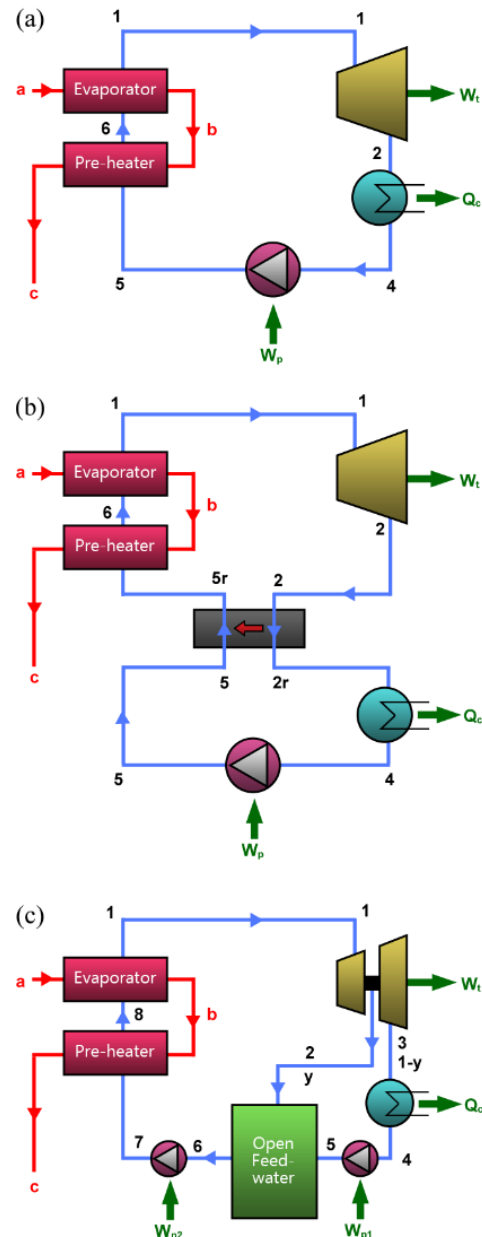 (a)
1 1
a Evaporator Wt
6 b
Pre-heater 2
Qc
c 5 4
Wp
(b)
1 1
a Evaporator Wt
6 b 2
Pre-heater
5r 2
c
5 2r
Qc
5 4
Wp
(c)
1 1
a Evaporator Wt
8 b
Pre-heater 2 3
y 1-y
Qc
7 6 Open 5 4
Feed-
water
c
Wp2 Wp1